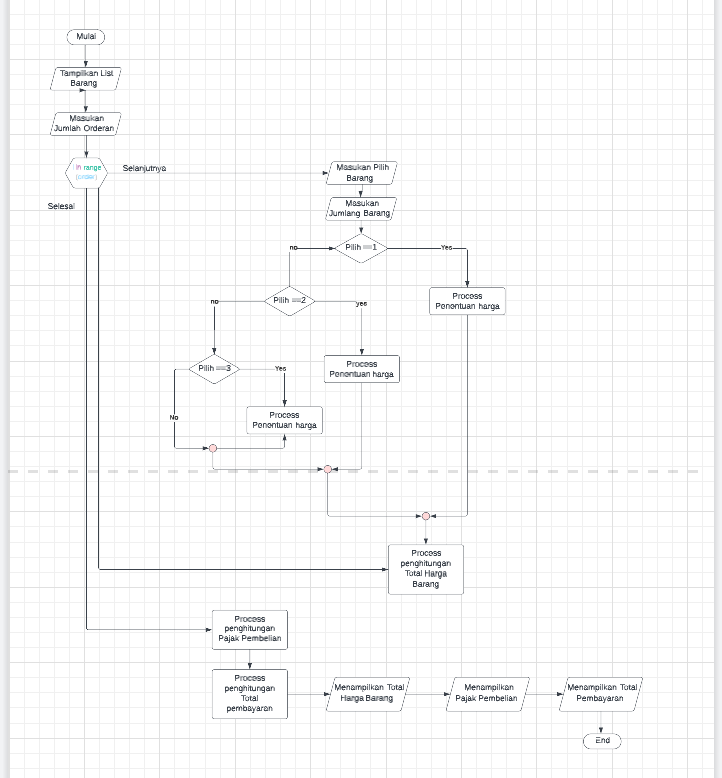 Mulai
Tampilkan List
Barang
Masukan
Jumlah Orderan
In range
(order)
Selanjutnya
Selesai
Masukan Pilih
Barang
Masukan
Jumlang Barang
Pilih ==1
no
Yes
Process
Penentuan harga
Pilih ==2
no
yes
Process
Penentuan harga
Pilih ==3
Yes
No
Process
Penentuan harga
Process
penghitungan
Total Harga
Barang
Process
penghitungan
Pajak Pembelian
Process
penghitungan
Total
pembayaran
Menampilkan Total
Harga Barang
Menampilkan
Pajak Pembelian
Menampilkan Total
Pembayaran
End